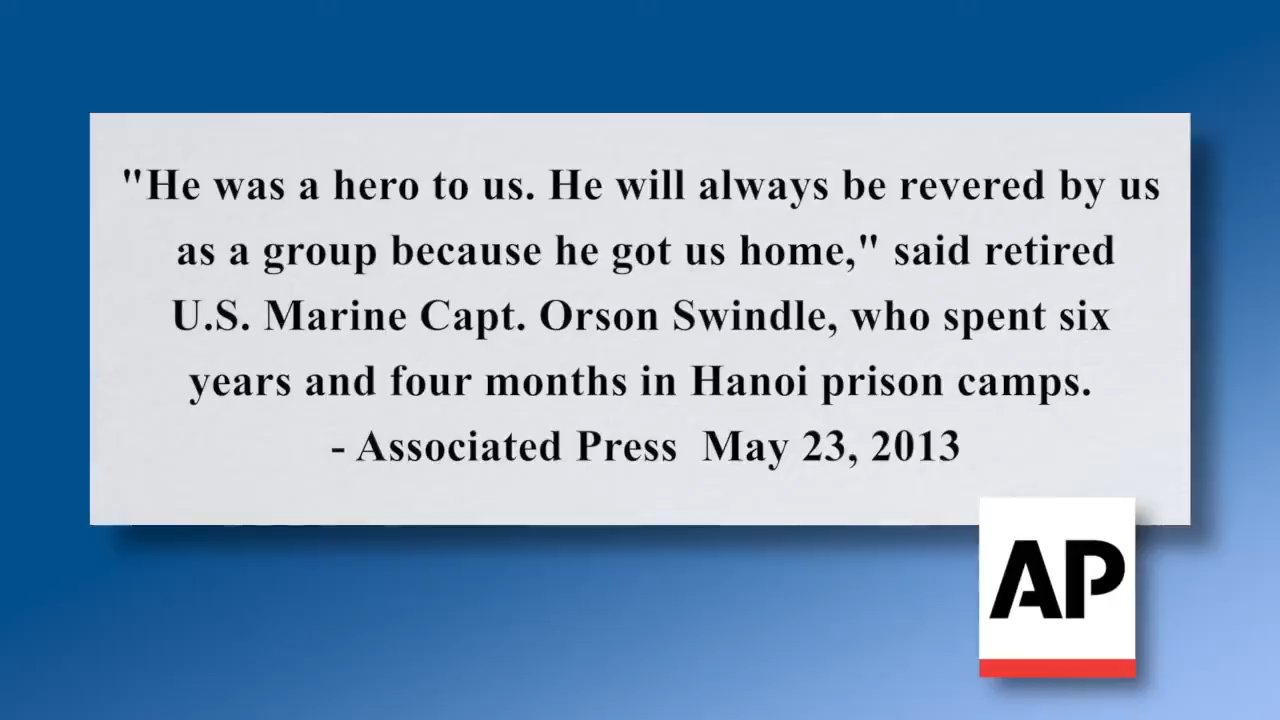 "He was a hero to us. He will always be revered by us
as a group because he got us home," said retired
U.S. Marine Capt. Orson Swindle, who spent six
years and four months in Hanoi prison camps.
- Associated Press  May 23, 2013
AP